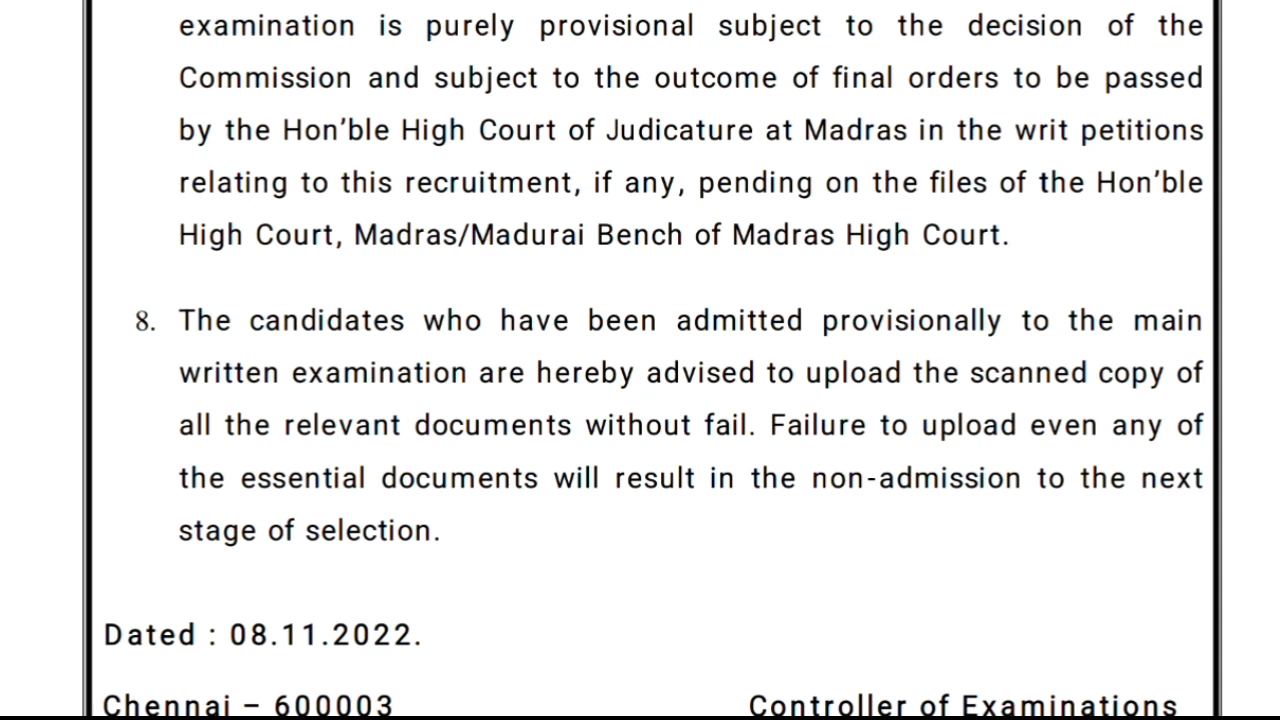 examination is purely provisional subject to the decision of the
Commission and subject to the outcome of final orders to be passed
by the Hon’ble High Court of Judicature at Madras in the writ petitions
relating to this recruitment, if any, pending on the files of the Hon’ble
High Court, Madras/Madurai Bench of Madras High Court.
8. The candidates who have been admitted provisionally to the main
written examination are hereby advised to upload the scanned copy of
all the relevant documents without fail. Failure to upload even any of
the essential documents will result in the non-admission to the next
stage of selection.
Dated : 08.11.2022.
Chennai – 600003 Controller of Examinations